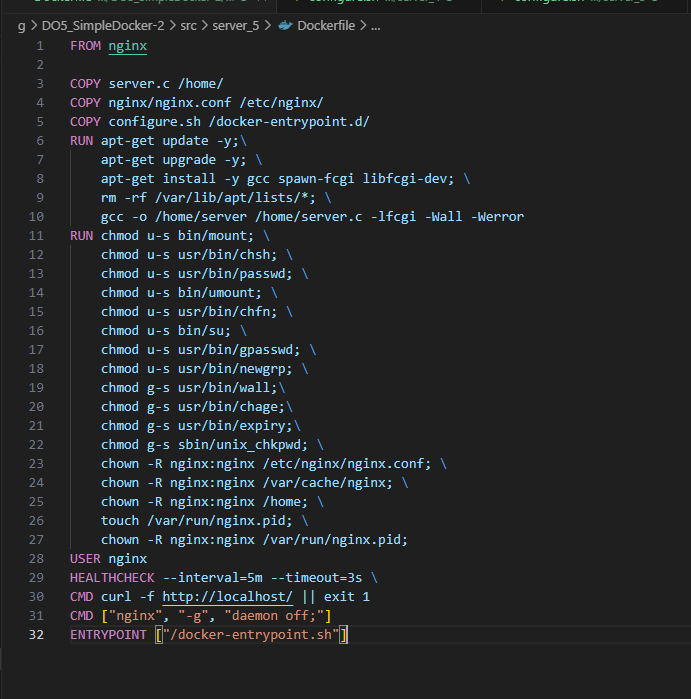 g > DO5_SimpleDocker-2 > src > server_5 > Dockerfile > ...
1 FROM nginx
2
3 COPY server.c /home/
4 COPY nginx/nginx.conf /etc/nginx/
5 COPY configure.sh /docker-entrypoint.d/
6 RUN apt-get update -y;\
7 apt-get upgrade -y; \
8 apt-get install -y gcc spawn-fcgi libfcgi-dev; \
9 rm -rf /var/lib/apt/lists/*; \
10 gcc -o /home/server /home/server.c -lfcgi -Wall -Werror
11 RUN chmod u-s bin/mount; \
12 chmod u-s usr/bin/chsh; \
13 chmod u-s usr/bin/passwd; \
14 chmod u-s bin/umount; \
15 chmod u-s usr/bin/chfn; \
16 chmod u-s bin/su; \
17 chmod u-s usr/bin/gpasswd; \
18 chmod u-s usr/bin/newgrp; \
19 chmod g-s usr/bin/wall;\
20 chmod g-s usr/bin/chage;\
21 chmod g-s usr/bin/expiry;\
22 chmod g-s sbin/unix_chkpwd; \
23 chown -R nginx:nginx /etc/nginx/nginx.conf; \
24 chown -R nginx:nginx /var/cache/nginx; \
25 chown -R nginx:nginx /home; \
26 touch /var/run/nginx.pid; \
27 chown -R nginx:nginx /var/run/nginx.pid;
28 USER nginx
29 HEALTHCHECK --interval=5m --timeout=3s \
30 CMD curl -f http://localhost/ || exit 1
31 CMD ["nginx", "-g", "daemon off;"]
32 ENTRYPOINT ["/docker-entrypoint.sh"]